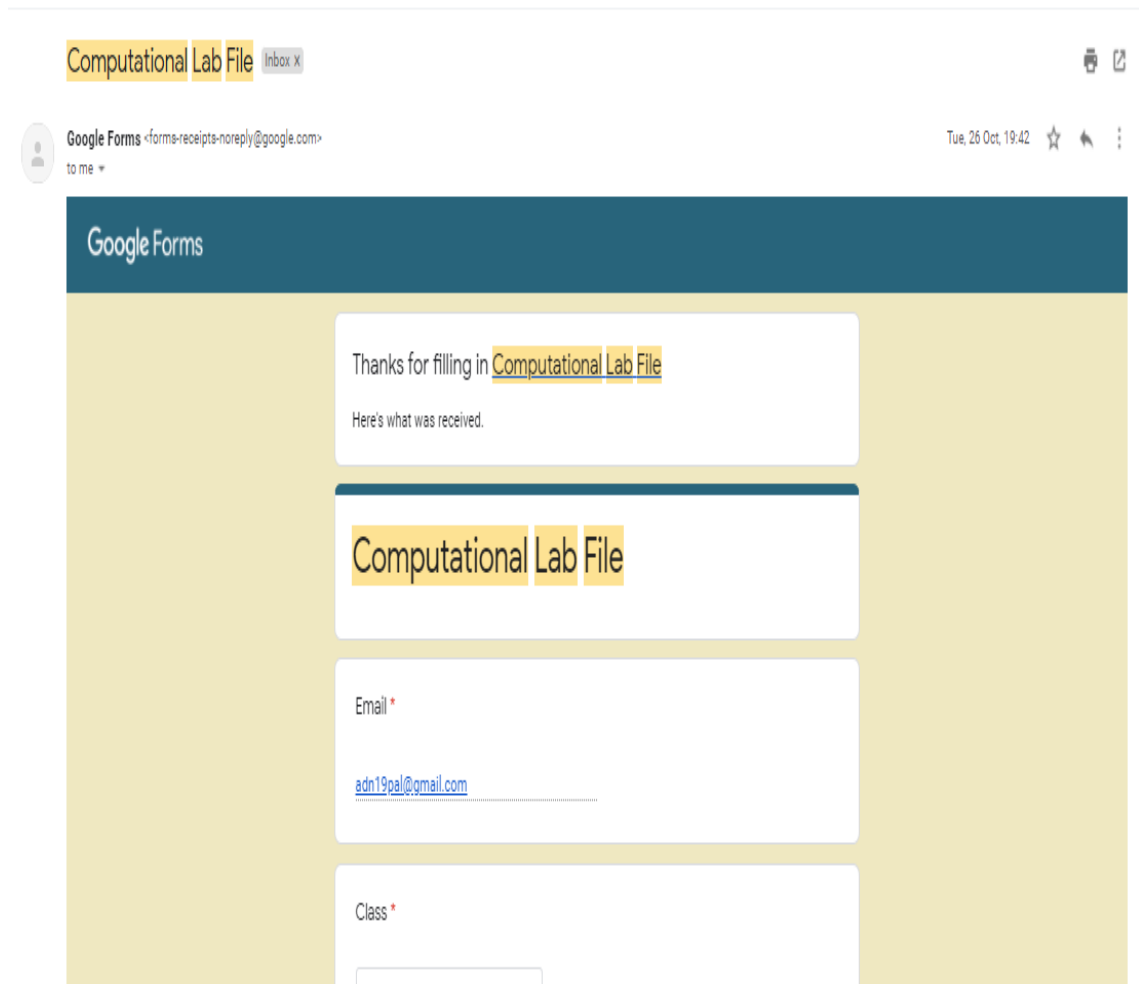 Computational Lab File Inbox x
Google Forms <forms-receipts-noreply@google.com>
Tue, 26 Oct, 19:42
to me
Google Forms
Thanks for filling in Computational Lab File
Here's what was received.
Computational Lab File
Email *
adn19pal@gmail.com
Class *